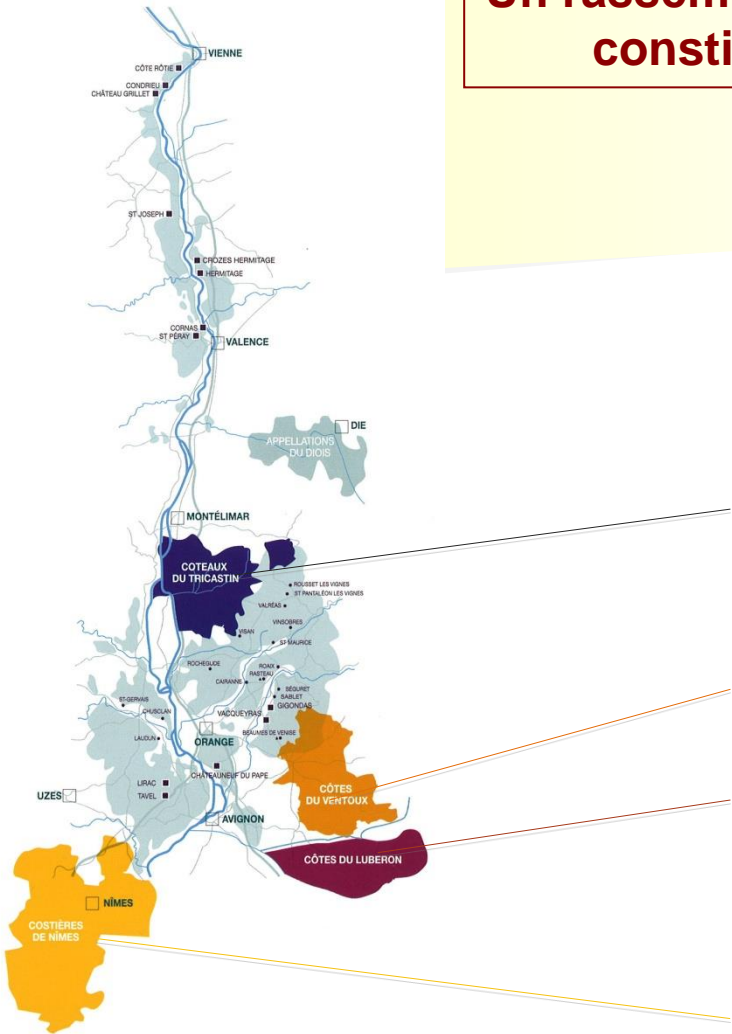 Un rassem
consti
VIENNE
CÔTE RÔTIE
CONDRIEU
CHÂTEAU GRILLET
ST JOSEPH
CROZES HERMITAGE
HERMITAGE
CORNAS
ST PÉRAY
VALENCE
DIE
APPELLATIONS
DU DIOIS
MONTÉLIMAR
COTEAUX
DU TRICASTIN
ROUSSET LES VIGNES
ST PANTALÉON LES VIGNES
VALRÉAS
VINSOBRES
VISAN
ST MAURICE
ROCHEGUDE
ROAIX
RASTEAU
CAIRANNE
SÉGURET
SABLET
ST-GERVAIS
GIGONDAS
CHUSCLAN
VACQUEYRAS
LAUDUN
ORANGE
BEAUMES DE VENISE
CHÂTEAUNEUF DU PAPE
LIRAC
UZES
TAVEL
CÔTES
DU VENTOUX
AVIGNON
CÔTES DU LUBERON
NÎMES
COSTIÈRES
DE NÎMES